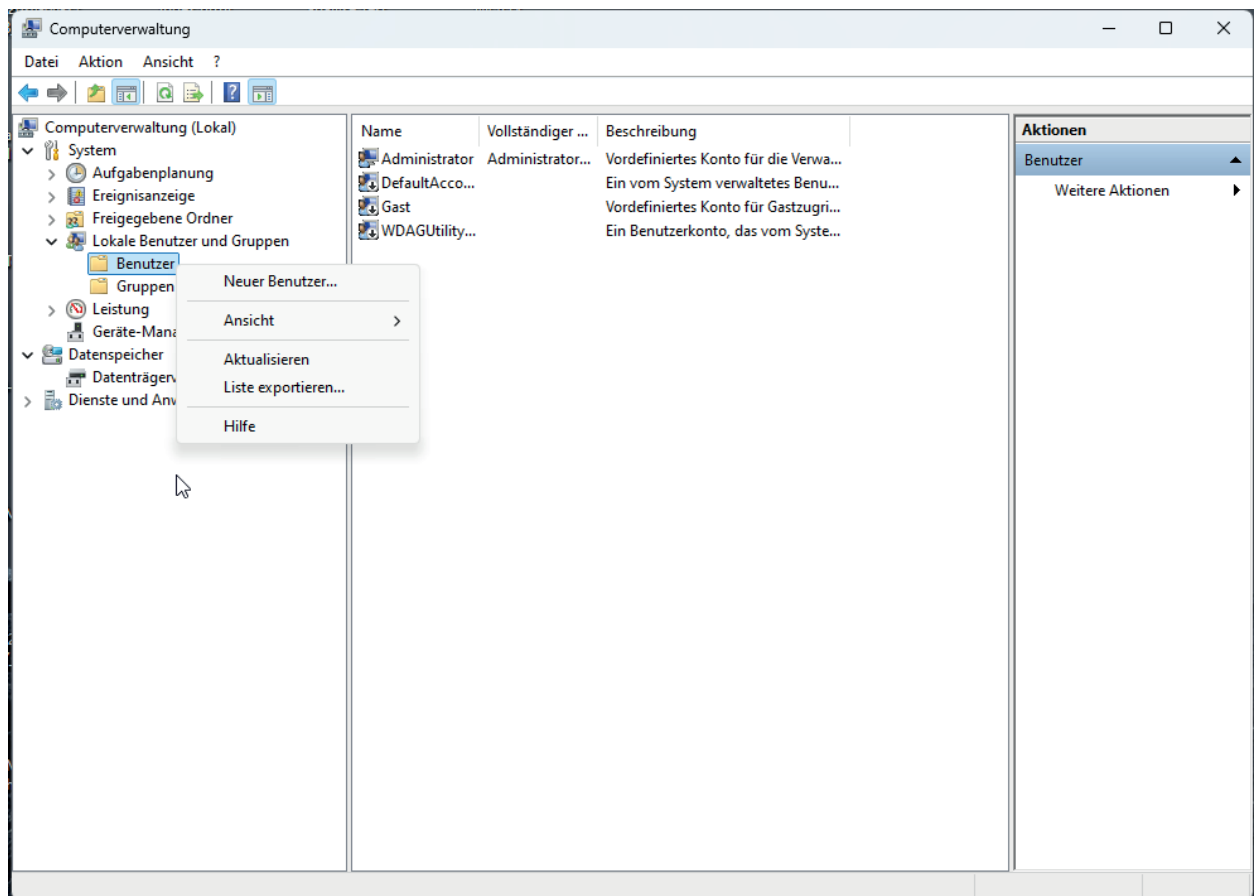 Computerverwaltung
Datei Aktion Ansicht ?
Computerverwaltung (Lokal)
System
Aufgabenplanung
Ereignisanzeige
Freigegebene Ordner
Lokale Benutzer und Gruppen
Benutzer
Gruppen
Leistung
Geräte-Mana
Datenspeicher
Datenträgerv
Dienste und Anw
Neuer Benutzer...
Ansicht
Aktualisieren
Liste exportieren...
Hilfe
Name Vollständiger ... Beschreibung
Administrator Administrator... Vordefiniertes Konto für die Verwa...
DefaultAcco... Ein vom System verwaltetes Benu...
Gast Vordefiniertes Konto für Gastzugri...
WDAGUtility... Ein Benutzerkonto, das vom Syste...
Aktionen
Benutzer
Weitere Aktionen